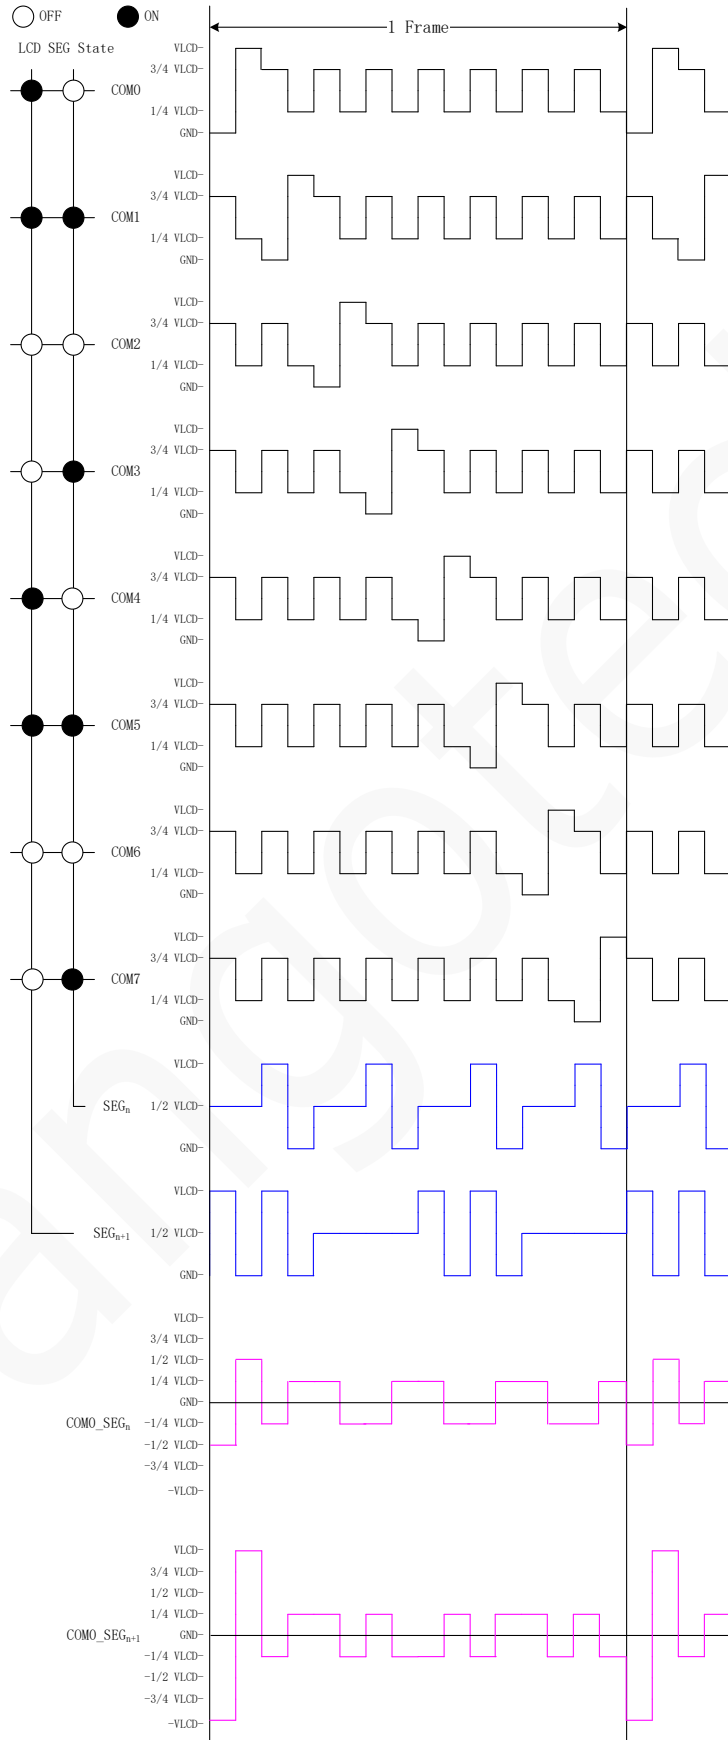 OFF ON
1 Frame
LCD SEG State
VLCD-
3/4 VLCD-
COM0
1/4 VLCD-
GND-
VLCD-
3/4 VLCD-
COM1
1/4 VLCD-
GND-
VLCD-
3/4 VLCD-
COM2
1/4 VLCD-
GND-
VLCD-
3/4 VLCD-
COM3
1/4 VLCD-
GND-
VLCD-
3/4 VLCD-
COM4
1/4 VLCD-
GND-
VLCD-
3/4 VLCD-
COM5
1/4 VLCD-
GND-
VLCD-
3/4 VLCD-
COM6
1/4 VLCD-
GND-
VLCD-
3/4 VLCD-
COM7
1/4 VLCD-
GND-
VLCD-
SEGn 1/2 VLCD-
GND-
VLCD-
SEGn+1 1/2 VLCD-
GND-
VLCD-
3/4 VLCD-
1/2 VLCD-
1/4 VLCD-
GND-
COM0_SEGn -1/4 VLCD-
-1/2 VLCD-
-3/4 VLCD-
-VLCD-
VLCD-
3/4 VLCD-
1/2 VLCD-
1/4 VLCD-
COM0_SEGn+1 GND-
-1/4 VLCD-
-1/2 VLCD-
-3/4 VLCD-
-VLCD-